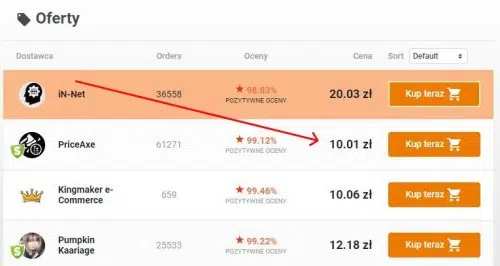 Oferty
Dostawca Orders Oceny Cena Sort Default
iN-Net 36558 98.83% 20.03 zł Kup teraz
POZYTYWNE OCENY
PriceAxe 61271 99.12% 10.01 zł Kup teraz
POZYTYWNE OCENY
Kingmaker e-
Commerce 659 99.46% 10.06 zł Kup teraz
POZYTYWNE OCENY
Pumpkin
Kaariage 25533 99.22% 12.18 zł Kup teraz
POZYTYWNE OCENY